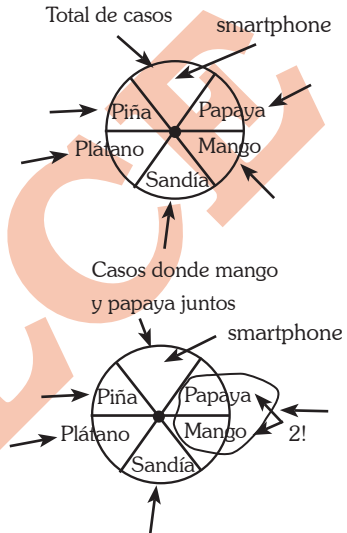 Total de casos
smartphone
Piña
Papaya
Plátano
Mango
Sandía
Casos donde mango
y papaya juntos
smartphone
Piña
Papaya
Plátano
Mango
2!
Sandía